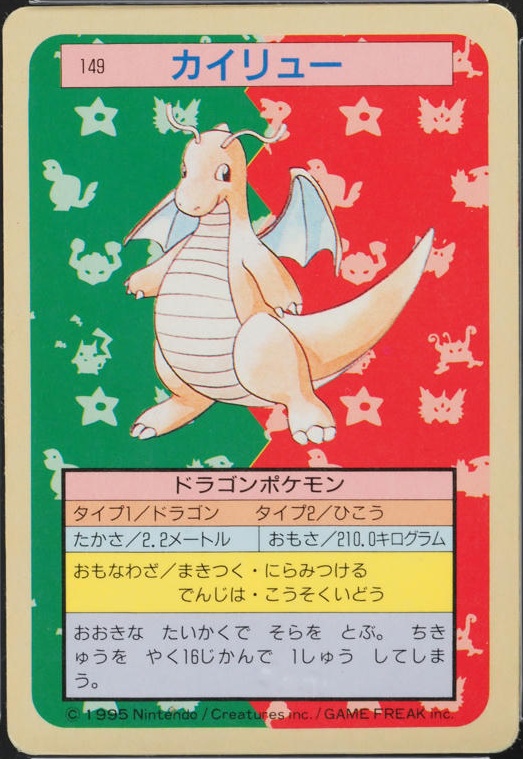 149 カイリュー
ドラゴンポケモン
タイプ1/ドラゴン タイプ2/ひこう
たかさ/2.2メートル おもさ/210.0キログラム
おもなわざ/まきつく・にらみつける
でんじは・こうそくいどう
おおきな たいかくで そらを とぶ。 ちき
ゅうを やく16じかんで 1しゅう してしま
う。
© 1995 Nintendo / Creatures inc. / GAME FREAK inc.